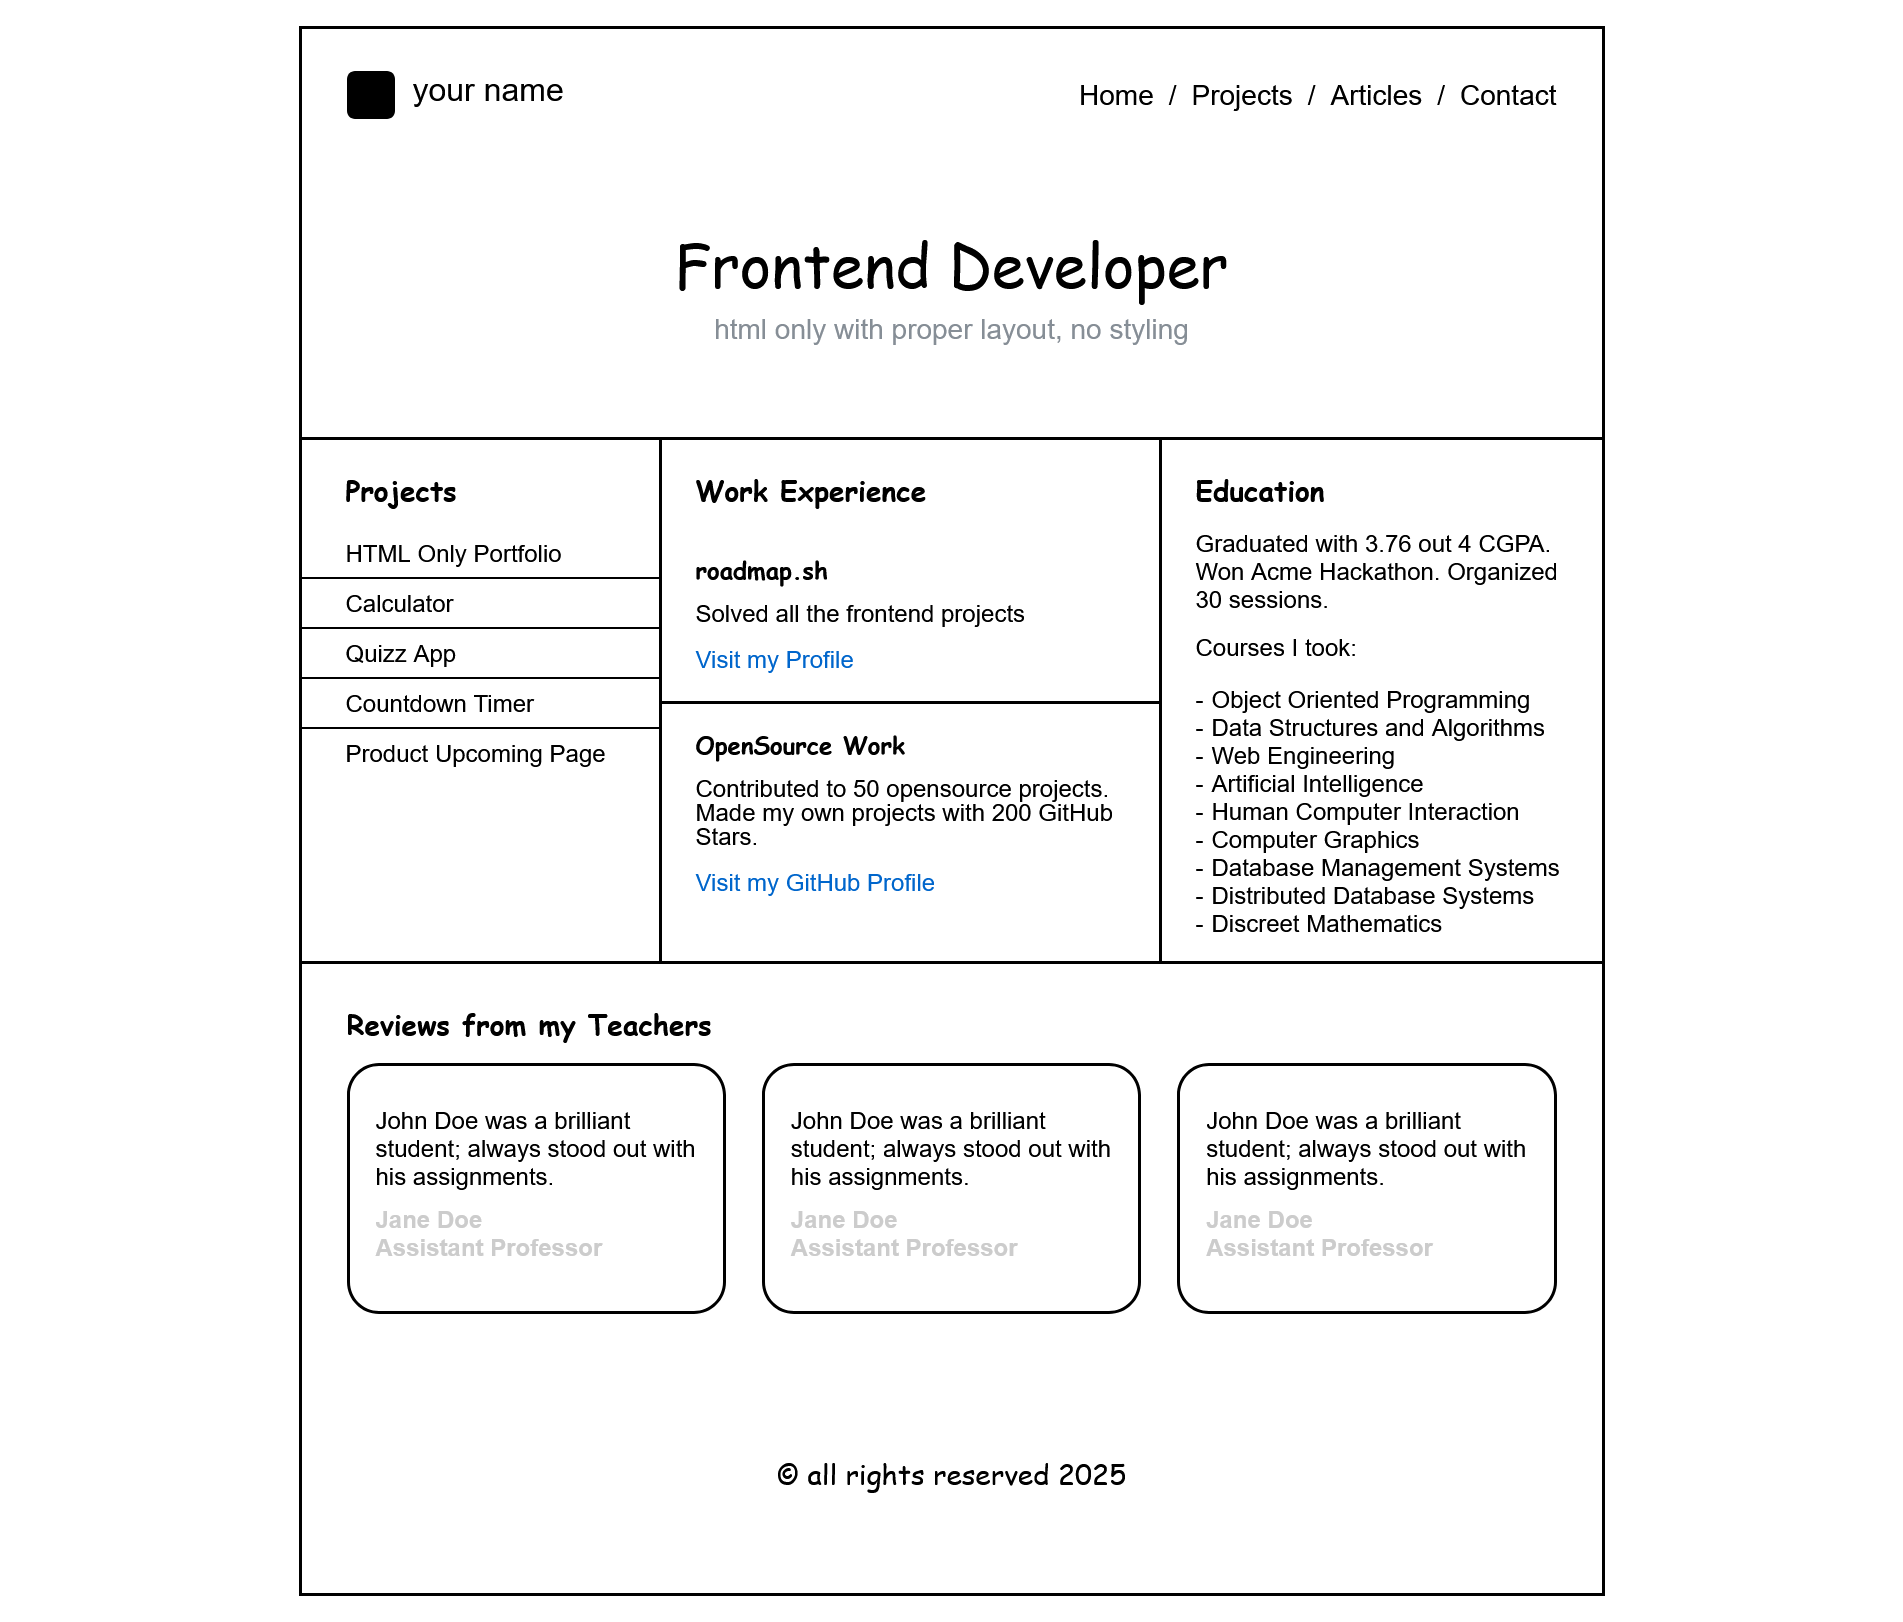 your name
Home / Projects / Articles / Contact
Frontend Developer
html only with proper layout, no styling
Projects
HTML Only Portfolio
Calculator
Quizz App
Countdown Timer
Product Upcoming Page
Work Experience
roadmap.sh
Solved all the frontend projects
Visit my Profile
OpenSource Work
Contributed to 50 opensource projects.
Made my own projects with 200 GitHub
Stars.
Visit my GitHub Profile
Education
Graduated with 3.76 out 4 CGPA.
Won Acme Hackathon. Organized
30 sessions.
Courses I took:
- Object Oriented Programming
- Data Structures and Algorithms
- Web Engineering
- Artificial Intelligence
- Human Computer Interaction
- Computer Graphics
- Database Management Systems
- Distributed Database Systems
- Discreet Mathematics
Reviews from my Teachers
John Doe was a brilliant
student; always stood out with
his assignments.
Jane Doe
Assistant Professor
John Doe was a brilliant
student; always stood out with
his assignments.
Jane Doe
Assistant Professor
John Doe was a brilliant
student; always stood out with
his assignments.
Jane Doe
Assistant Professor
© all rights reserved 2025